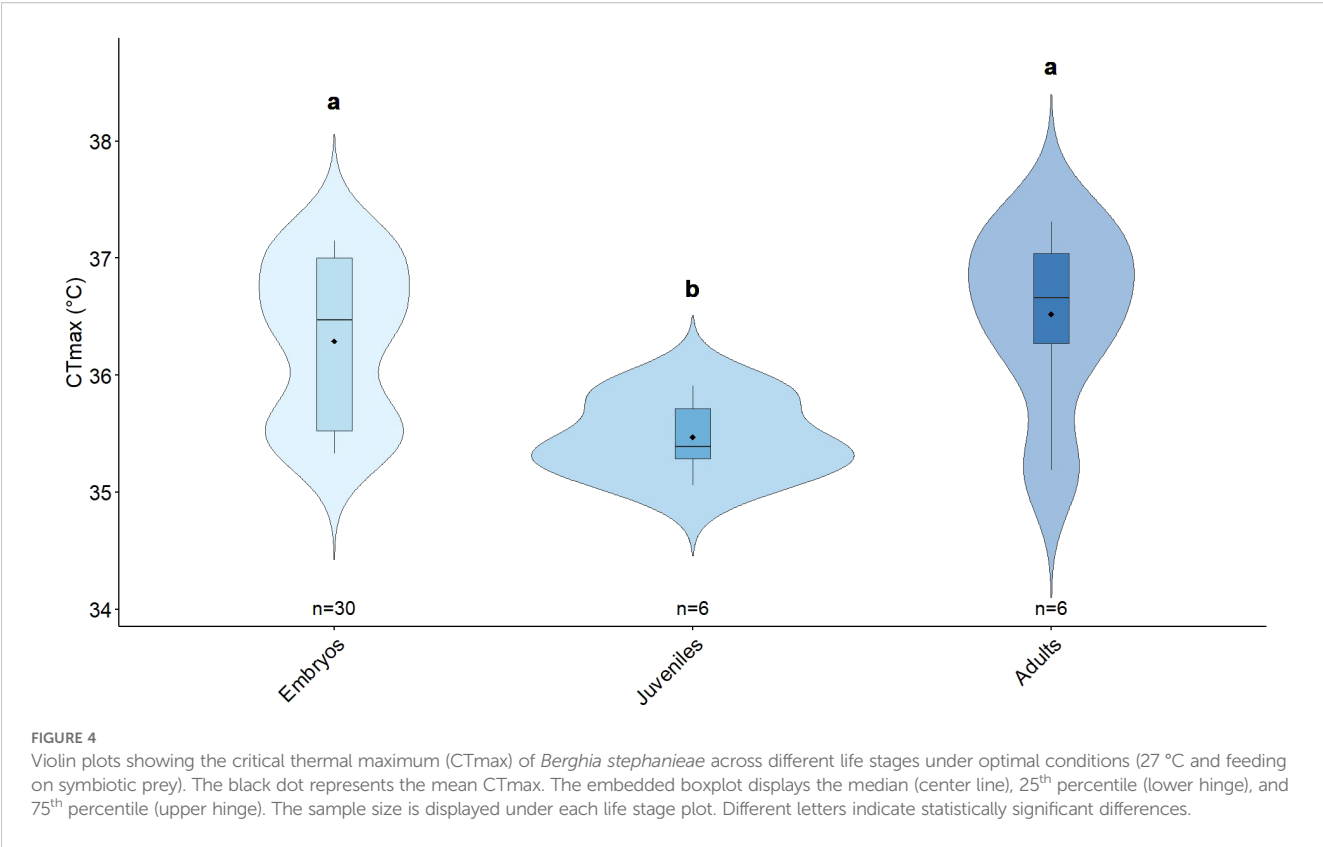 a
a
b
38
37
36
35
34
CTmax (°C)
n=30
n=6
n=6
Embryos
Juveniles
Adults
FIGURE 4
Violin plots showing the critical thermal maximum (CTmax) of Berghia stephanieae across different life stages under optimal conditions (27 °C and feeding
on symbiotic prey). The black dot represents the mean CTmax. The embedded boxplot displays the median (center line), 25th percentile (lower hinge), and
75th percentile (upper hinge). The sample size is displayed under each life stage plot. Different letters indicate statistically significant differences.